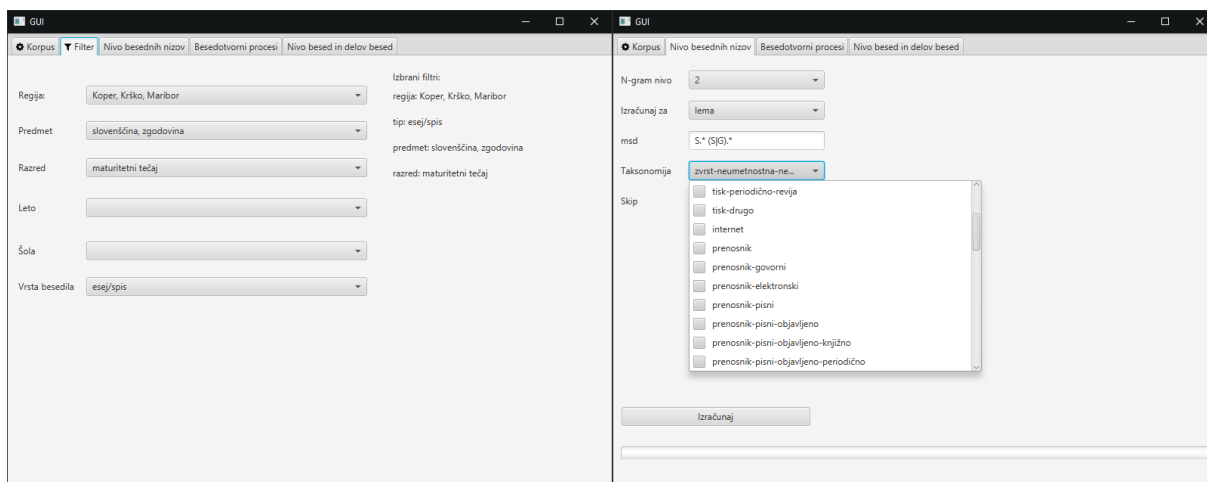 GUI
Korpus Filter Nivo besednih nizov Besedotvorni procesi Nivo besed in delov besed
Izbrani filtri:
Regija: Koper, Krško, Maribor
regija: Koper, Krško, Maribor
tip: esej/spis
Predmet slovenščina, zgodovina
predmet: slovenščina, zgodovina
Razred maturitetni tečaj
razred: maturitetni tečaj
Leto
Šola
Vrsta besedila esej/spis
GUI
Korpus Nivo besednih nizov Besedotvorni procesi Nivo besed in delov besed
N-gram nivo 2
Izračunaj za lema
msd S.* (S|G).*
Taksonomija zvrst-neumetnostna-ne...
Skip
tisk-periodično-revija
tisk-drugo
internet
prenosnik
prenosnik-govorni
prenosnik-elektronski
prenosnik-pisni
prenosnik-pisni-objavljeno
prenosnik-pisni-objavljeno-knjižno
prenosnik-pisni-objavljeno-periodično
Izračunaj